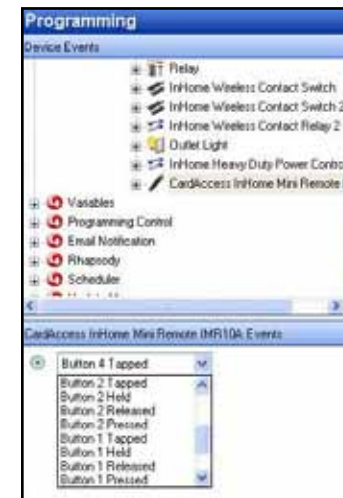 Programming
Device Events
Relay
InHome Wireless Contact Switch
InHome Wireless Contact Switch 2
InHome Wireless Contact Relay 2
Outlet Light
InHome Heavy Duty Power Contro
CardAccess InHome Mini Remote
Variables
Programming Control
Email Notification
Rhapsody
Scheduler
CardAccess InHome Mini Remote IMR10A Events
Button 4 Tapped
Button 2 Tapped
Button 2 Held
Button 2 Released
Button 2 Pressed
Button 1 Tapped
Button 1 Held
Button 1 Released
Button 1 Pressed